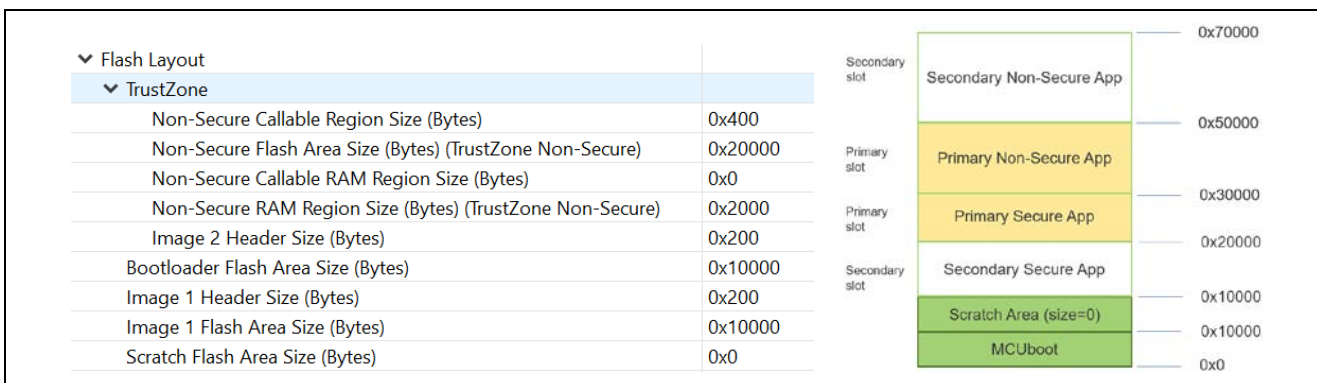 Flash Layout
TrustZone
Non-Secure Callable Region Size (Bytes) 0x400
Non-Secure Flash Area Size (Bytes) (TrustZone Non-Secure) 0x20000
Non-Secure Callable RAM Region Size (Bytes) 0x0
Non-Secure RAM Region Size (Bytes) (TrustZone Non-Secure) 0x2000
Image 2 Header Size (Bytes) 0x200
Bootloader Flash Area Size (Bytes) 0x10000
Image 1 Header Size (Bytes) 0x200
Image 1 Flash Area Size (Bytes) 0x10000
Scratch Flash Area Size (Bytes) 0x0
0x70000
Secondary
slot
Secondary Non-Secure App
0x50000
Primary
slot
Primary Non-Secure App
0x30000
Primary
slot
Primary Secure App
0x20000
Secondary
slot
Secondary Secure App
0x10000
Scratch Area (size=0)
0x10000
MCUboot
0x0